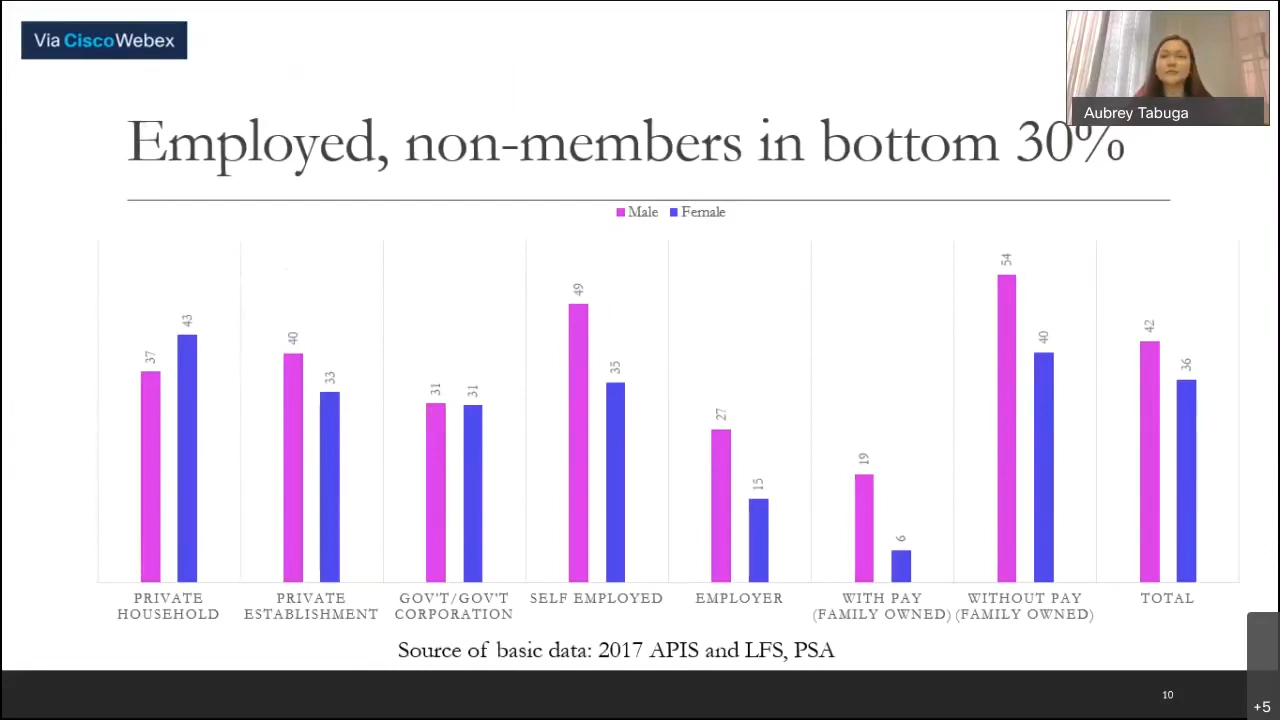 Via CiscoWebex
Aubrey Tabuga
Employed, non-members in bottom 30%
Male Female
37 43 40 33 31 31 49 35 27 15 19 6 54 40 42 36
PRIVATE HOUSEHOLD
PRIVATE ESTABLISHMENT
GOV'T/GOV'T CORPORATION
SELF EMPLOYED
EMPLOYER
WITH PAY (FAMILY OWNED)
WITHOUT PAY (FAMILY OWNED)
TOTAL
Source of basic data: 2017 APIS and LFS, PSA
10
+5